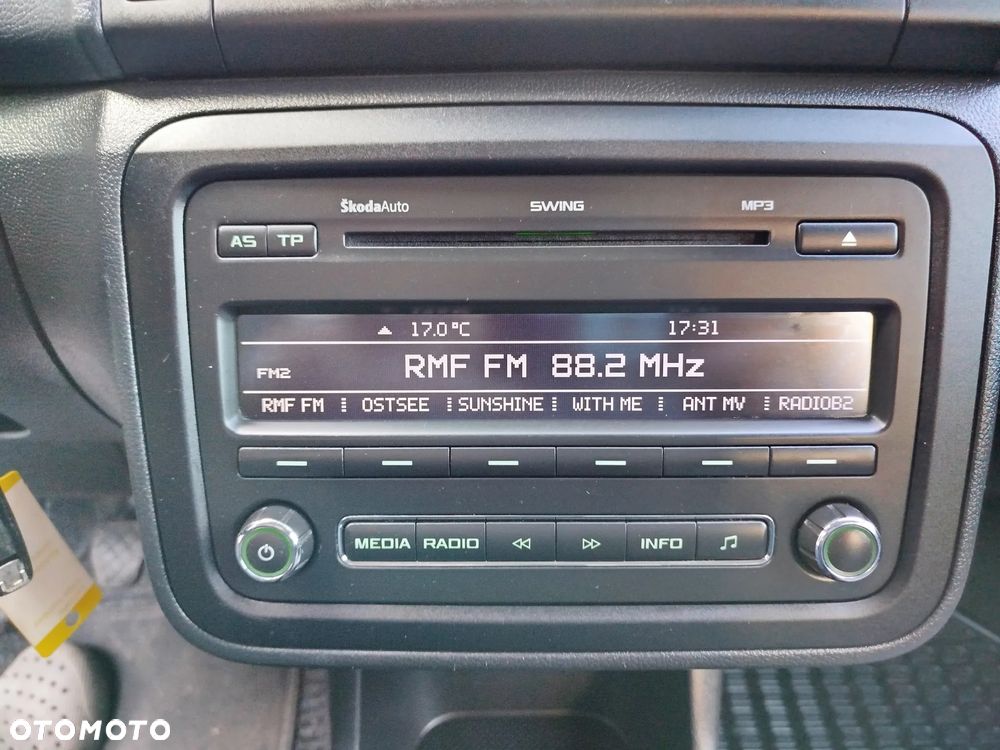 ŠkodaAuto SWING MP3
AS TP
17.0°C 17:31
FM2 RMF FM 88.2 MHz
RMF FM OSTSEE SUNSHINE WITH ME ANT MV RADIOB2
MEDIA RADIO INFO
OTOMOTO